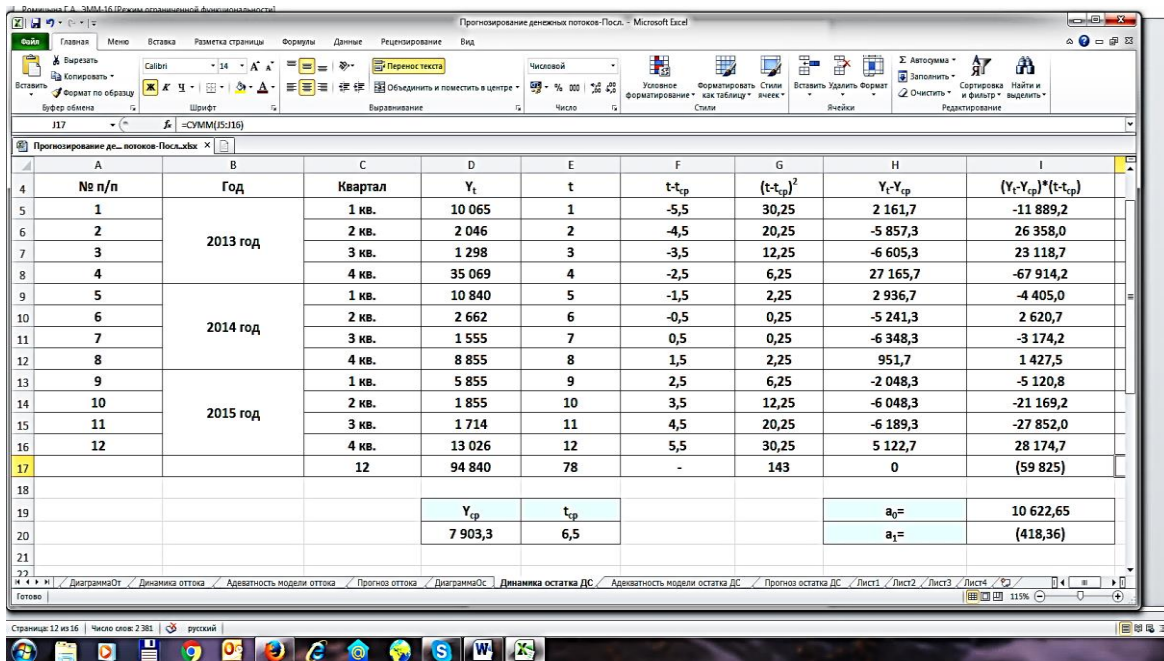 Ромицына Г.А. ЭММ-16 [Режим ограниченной функциональности]
Прогнозирование денежных потоков-Посл. - Microsoft Excel
Файл Главная Меню Вставка Разметка страницы Формулы Данные Рецензирование Вид
Вставить
Вырезать
Копировать
Формат по образцу
Буфер обмена
Calibri 14
Ж К Ч
Шрифт
Перенос текста
Объединить и поместить в центре
Выравнивание
Числовой
% 000
Число
Условное форматирование
Форматировать как таблицу
Стили ячеек
Стили
Вставить Удалить Формат
Ячейки
Σ Автосумма
Заполнить
Очистить
Сортировка и фильтр
Найти и выделить
Редактирование
J17 fx =СУММ(J5:J16)
Прогнозирование де... потоков-Посл..xlsx
A B C D E F G H I
4 № п/п Год Квартал Yt t t-tср (t-tср)² Yt-Yср (Yt-Yср)*(t-tср)
5 1 1 кв. 10 065 1 -5,5 30,25 2 161,7 -11 889,2
6 2 2 кв. 2 046 2 -4,5 20,25 -5 857,3 26 358,0
2013 год
7 3 3 кв. 1 298 3 -3,5 12,25 -6 605,3 23 118,7
8 4 4 кв. 35 069 4 -2,5 6,25 27 165,7 -67 914,2
9 5 1 кв. 10 840 5 -1,5 2,25 2 936,7 -4 405,0
10 6 2 кв. 2 662 6 -0,5 0,25 -5 241,3 2 620,7
2014 год
11 7 3 кв. 1 555 7 0,5 0,25 -6 348,3 -3 174,2
12 8 4 кв. 8 855 8 1,5 2,25 951,7 1 427,5
13 9 1 кв. 5 855 9 2,5 6,25 -2 048,3 -5 120,8
14 10 2 кв. 1 855 10 3,5 12,25 -6 048,3 -21 169,2
2015 год
15 11 3 кв. 1 714 11 4,5 20,25 -6 189,3 -27 852,0
16 12 4 кв. 13 026 12 5,5 30,25 5 122,7 28 174,7
17 12 94 840 78 - 143 0 (59 825)
18
19 Yср tср a0= 10 622,65
20 7 903,3 6,5 a1= (418,36)
21
22
ДиаграммаОт Динамика оттока Адеватность модели оттока Прогноз оттока ДиаграммаОс Динамика остатка ДС Адекватность модели остатка ДС Прогноз остатка ДС Лист1 Лист2 Лист3 Лист4
Готово 115%
Страница: 12 из 16 Число слов: 2 381 русский